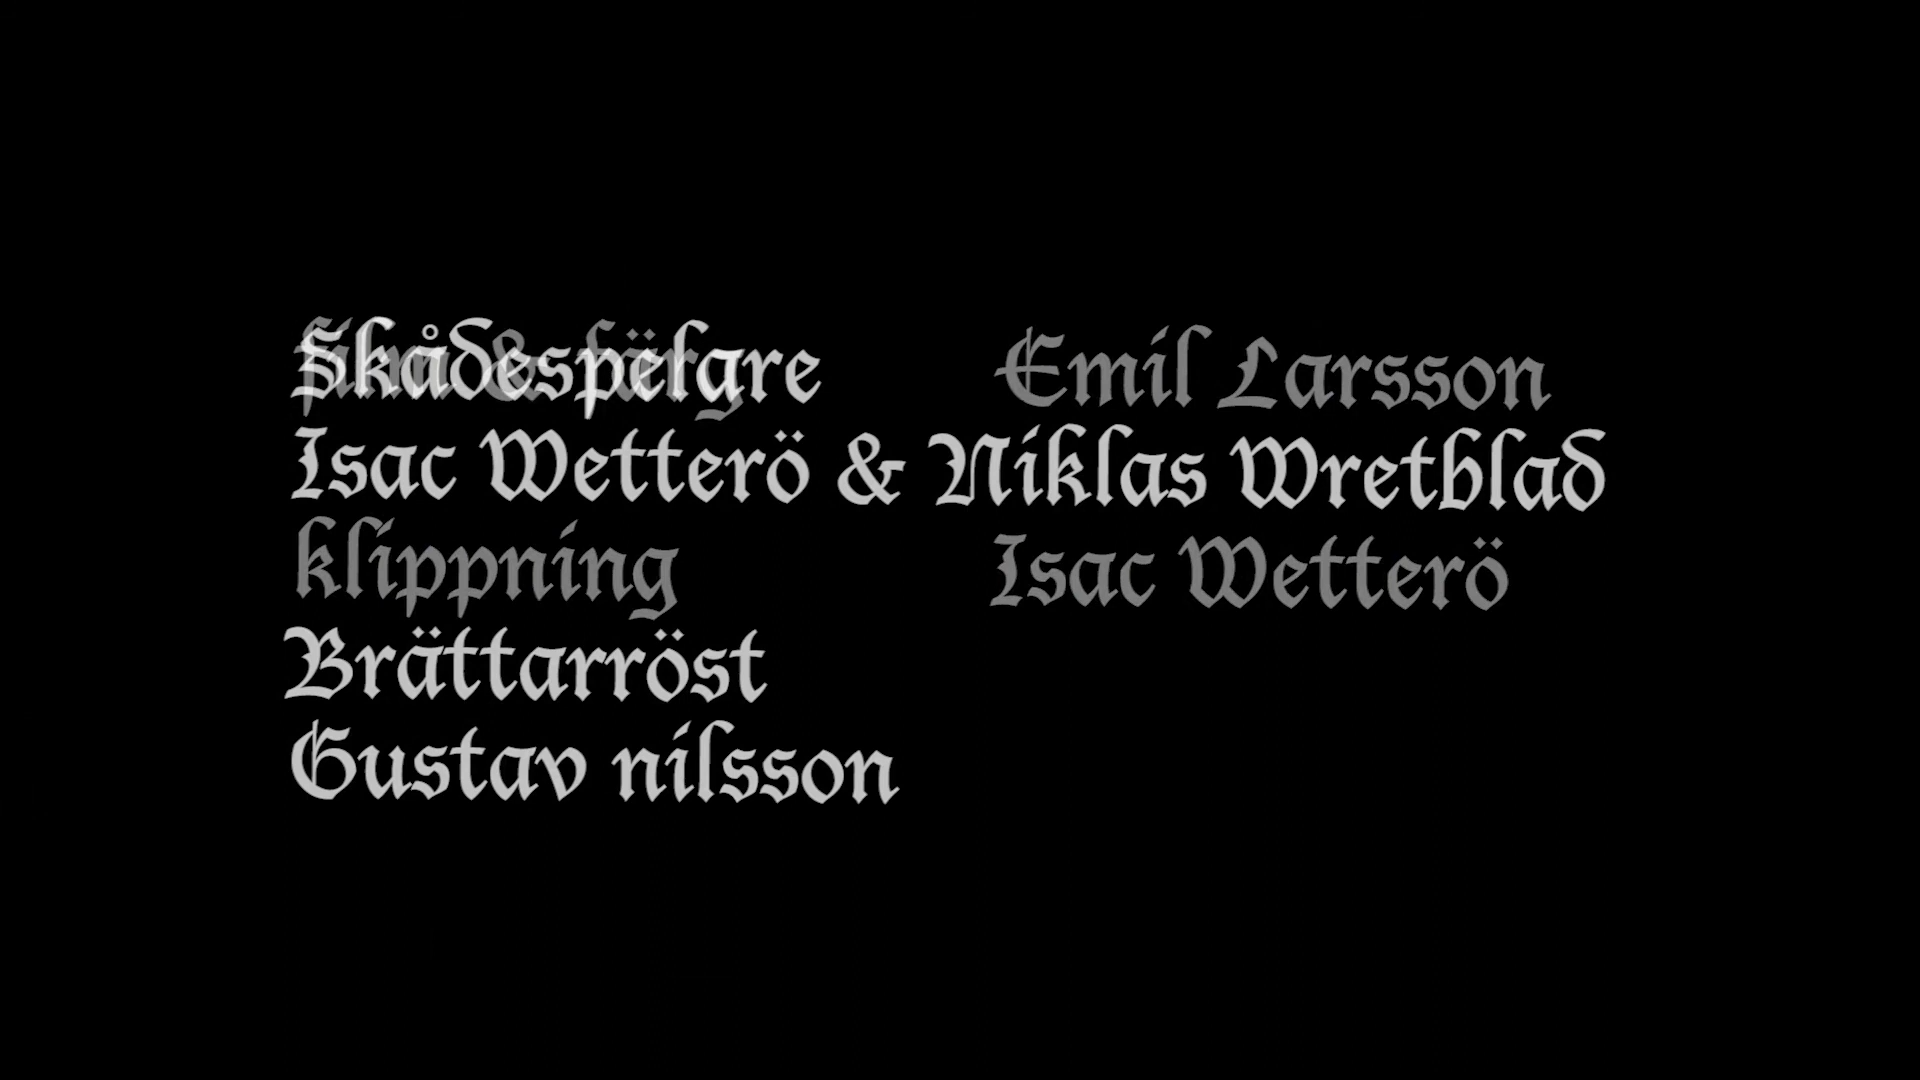 Skådespelare Emil Larsson
Isac Wetterö & Niklas Wretblad
klippning Isac Wetterö
Brättarröst
Gustav nilsson